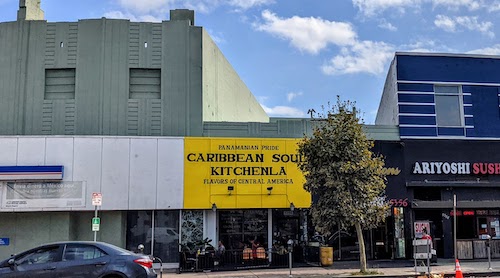 PANAMANIAN PRIDE
CARIBBEAN SOUL
KITCHENLA
FLAVORS OF CENTRAL AMERICA
ARIYOSHI SUSHI